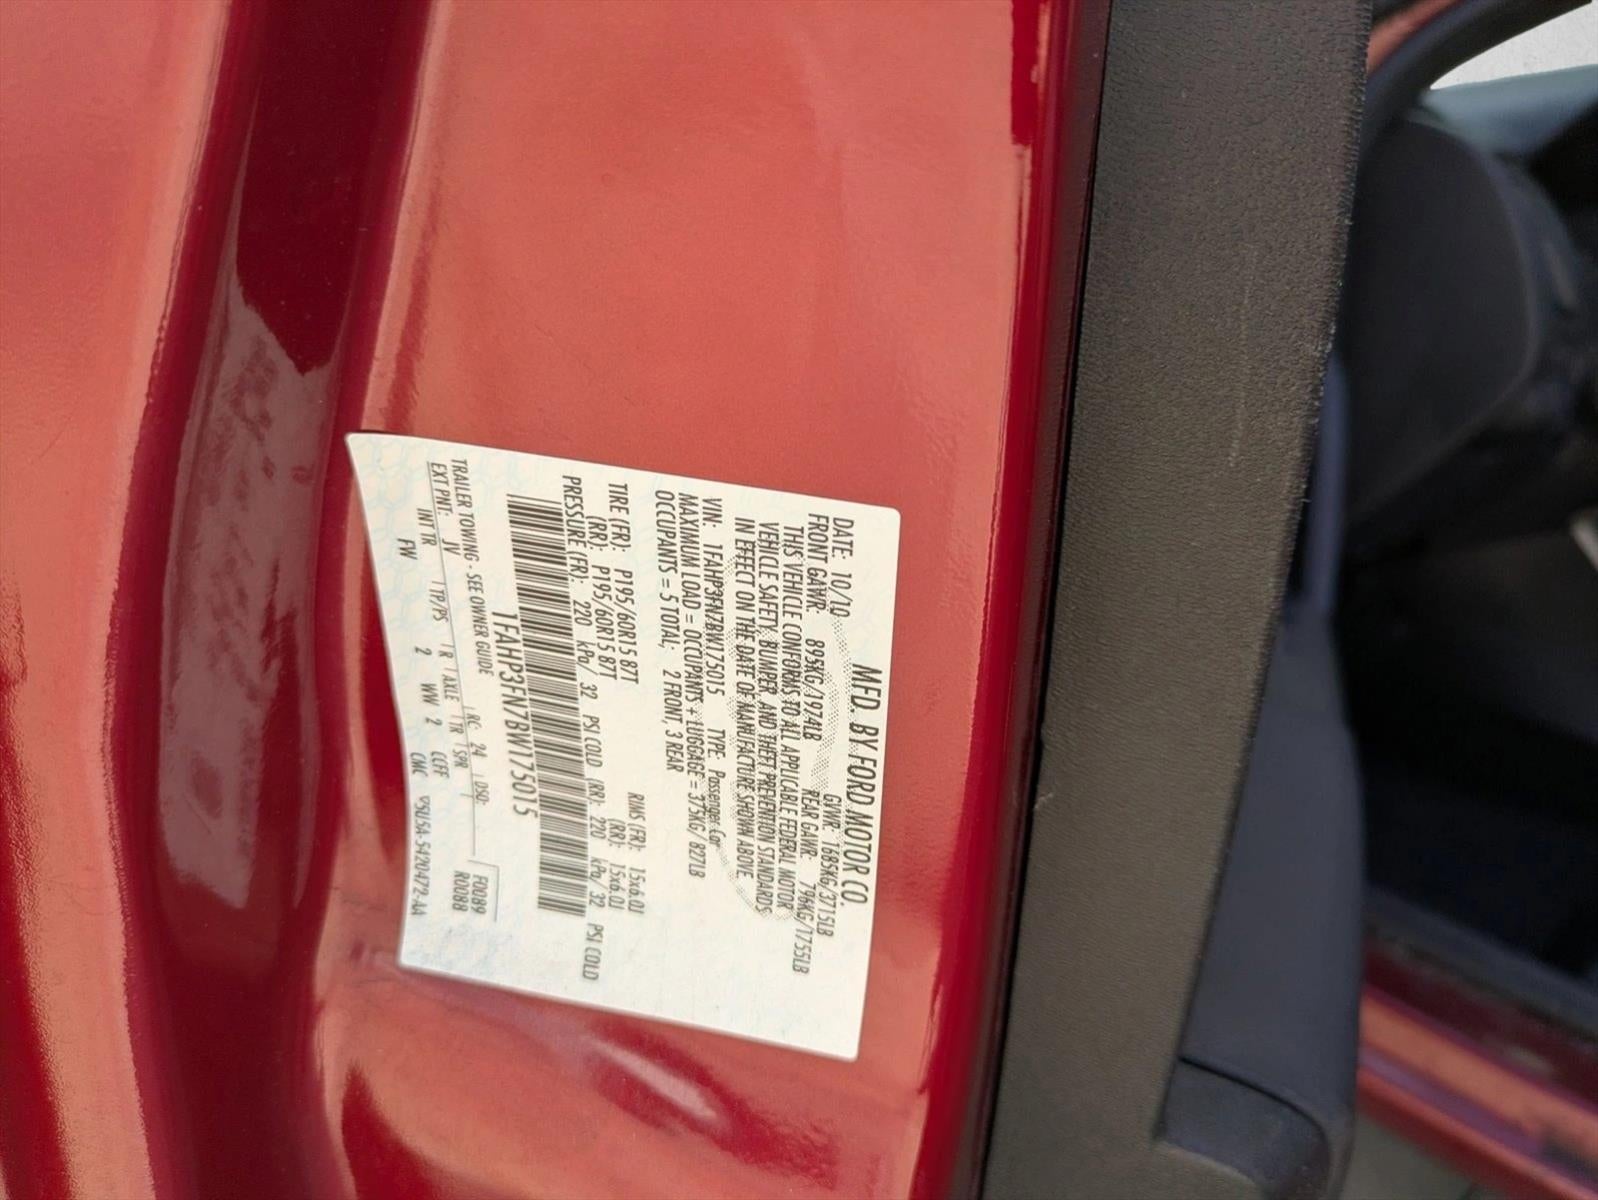 MFD. BY FORD MOTOR CO.
DATE: 10/10 GVWR: 1685KG/3715LB
FRONT GAWR: 895KG/1974LB REAR GAWR: 796KG/1755LB
THIS VEHICLE CONFORMS TO ALL APPLICABLE FEDERAL MOTOR
VEHICLE SAFETY, BUMPER, AND THEFT PREVENTION STANDARDS
IN EFFECT ON THE DATE OF MANUFACTURE SHOWN ABOVE.
VIN: 1FAHP3FN7BW175015 TYPE: Passenger Car
MAXIMUM LOAD = OCCUPANTS + LUGGAGE = 375KG/ 827LB
OCCUPANTS = 5 TOTAL; 2 FRONT, 3 REAR
TIRE (FR): P195/60R15 87T RIMS (FR): 15x6.0J
(RR): P195/60R15 87T (RR): 15x6.0J
PRESSURE (FR): 220 kPa/ 32 PSI COLD (RR): 220 kPa/ 32 PSI COLD
1FAHP3FN7BW175015
F0089
R0088
TRAILER TOWING - SEE OWNER GUIDE
EXT PNT: JV RC: 24 DSO:
INT TR TP/PS R AXLE TR SPR
FW 2 WW 2 CCFF CMC